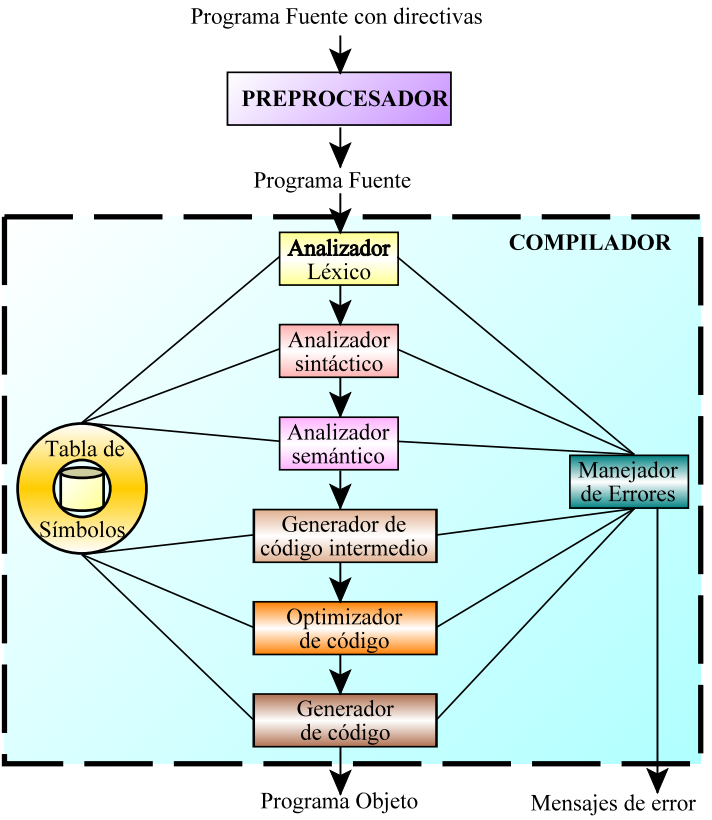 Programa Fuente con directivas
PREPROCESADOR
Programa Fuente
COMPILADOR
Analizador
Léxico
Analizador
sintáctico
Analizador
semántico
Tabla de
Símbolos
Manejador
de Errores
Generador de
código intermedio
Optimizador
de código
Generador
de código
Programa Objeto
Mensajes de error